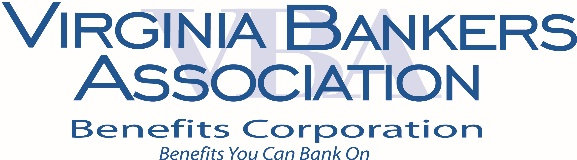 VIRGINIA BANKERS
ASSOCIATION
VBA
Benefits Corporation
Benefits You Can Bank On